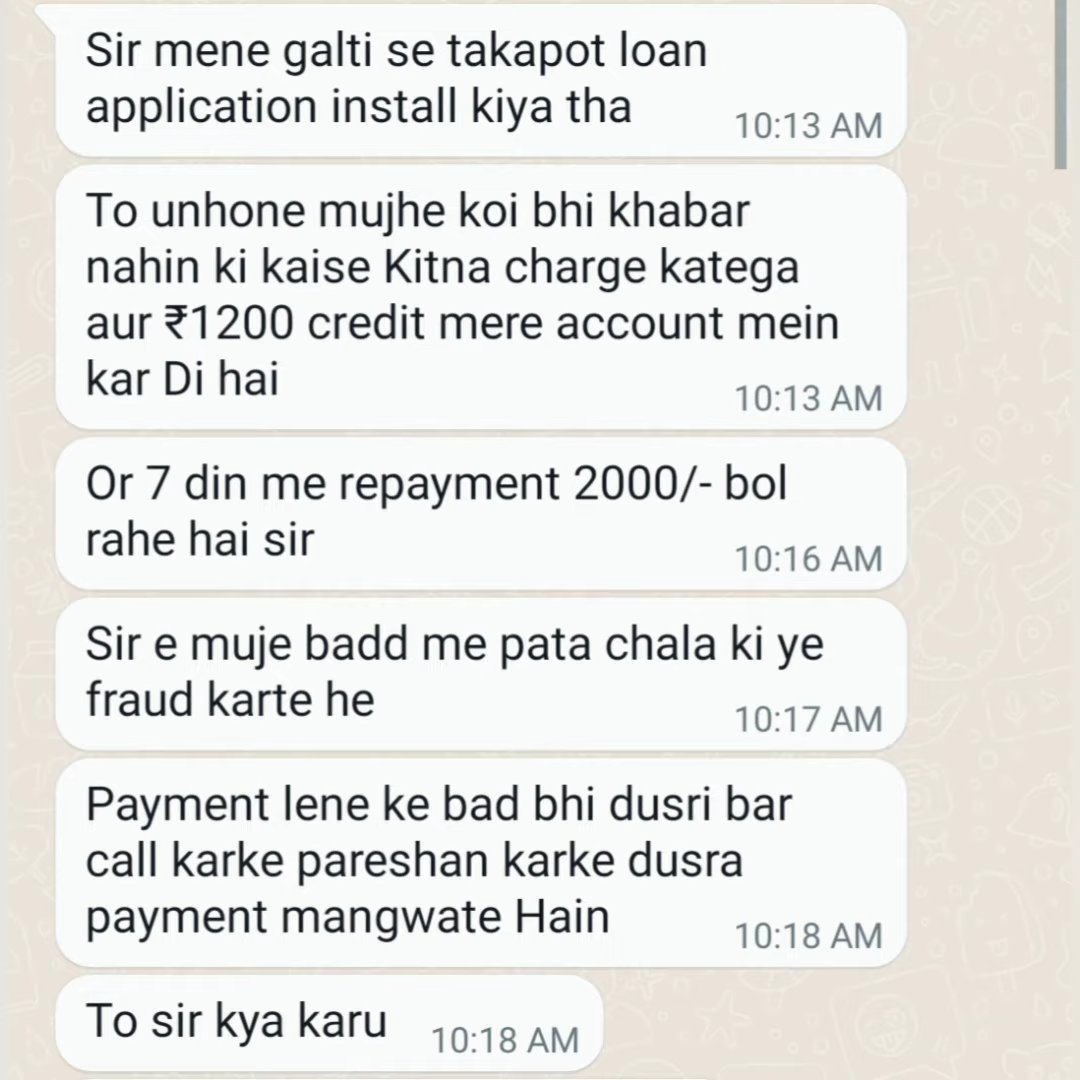 Sir mene galti se takapot loan
application install kiya tha
10:13 AM
To unhone mujhe koi bhi khabar
nahin ki kaise Kitna charge katega
aur ₹1200 credit mere account mein
kar Di hai
10:13 AM
Or 7 din me repayment 2000/- bol
rahe hai sir
10:16 AM
Sir e muje badd me pata chala ki ye
fraud karte he
10:17 AM
Payment lene ke bad bhi dusri bar
call karke pareshan karke dusra
payment mangwate Hain
10:18 AM
To sir kya karu
10:18 AM